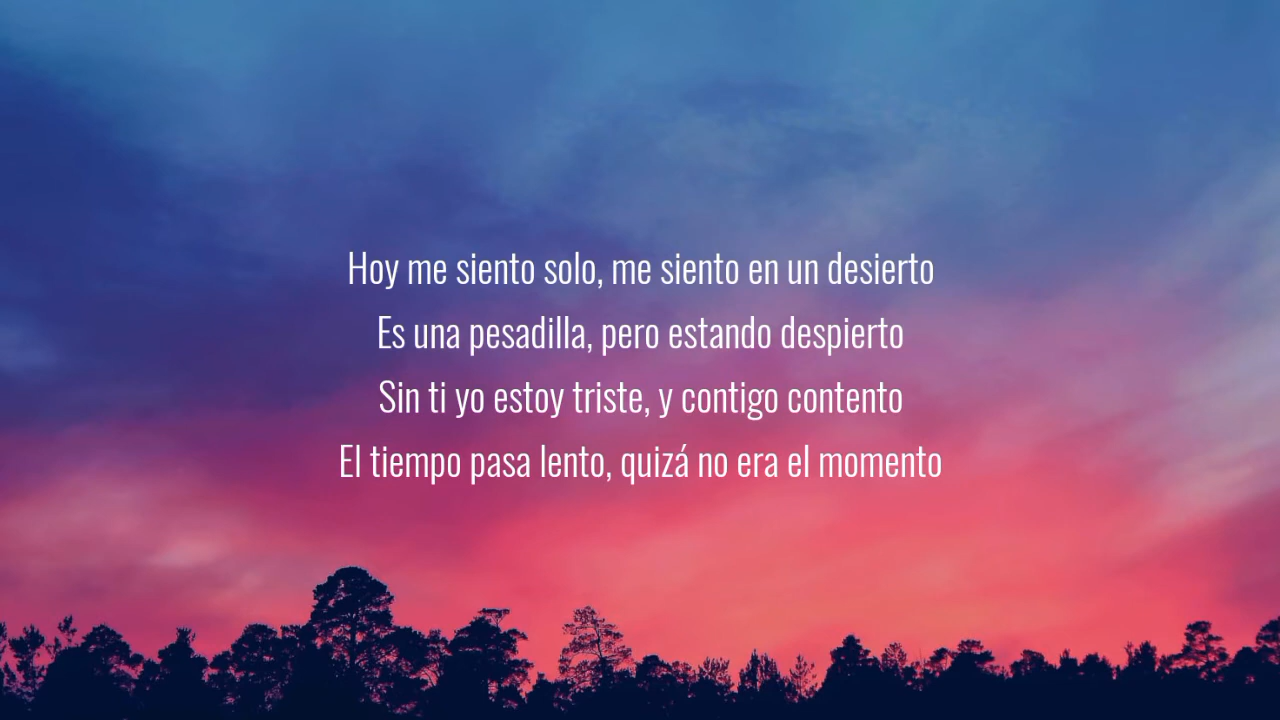 Hoy me siento solo, me siento en un desierto
Es una pesadilla, pero estando despierto
Sin ti yo estoy triste, y contigo contento
El tiempo pasa lento, quizá no era el momento